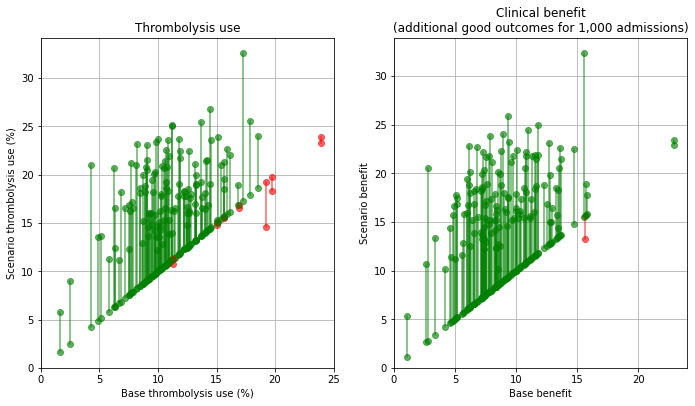 Thrombolysis use
Scenario thrombolysis use (%)
30
25
20
15
10
5
0
0 5 10 15 20 25
Base thrombolysis use (%)
Clinical benefit
(additional good outcomes for 1,000 admissions)
Scenario benefit
30
25
20
15
10
5
0
0 5 10 15 20
Base benefit